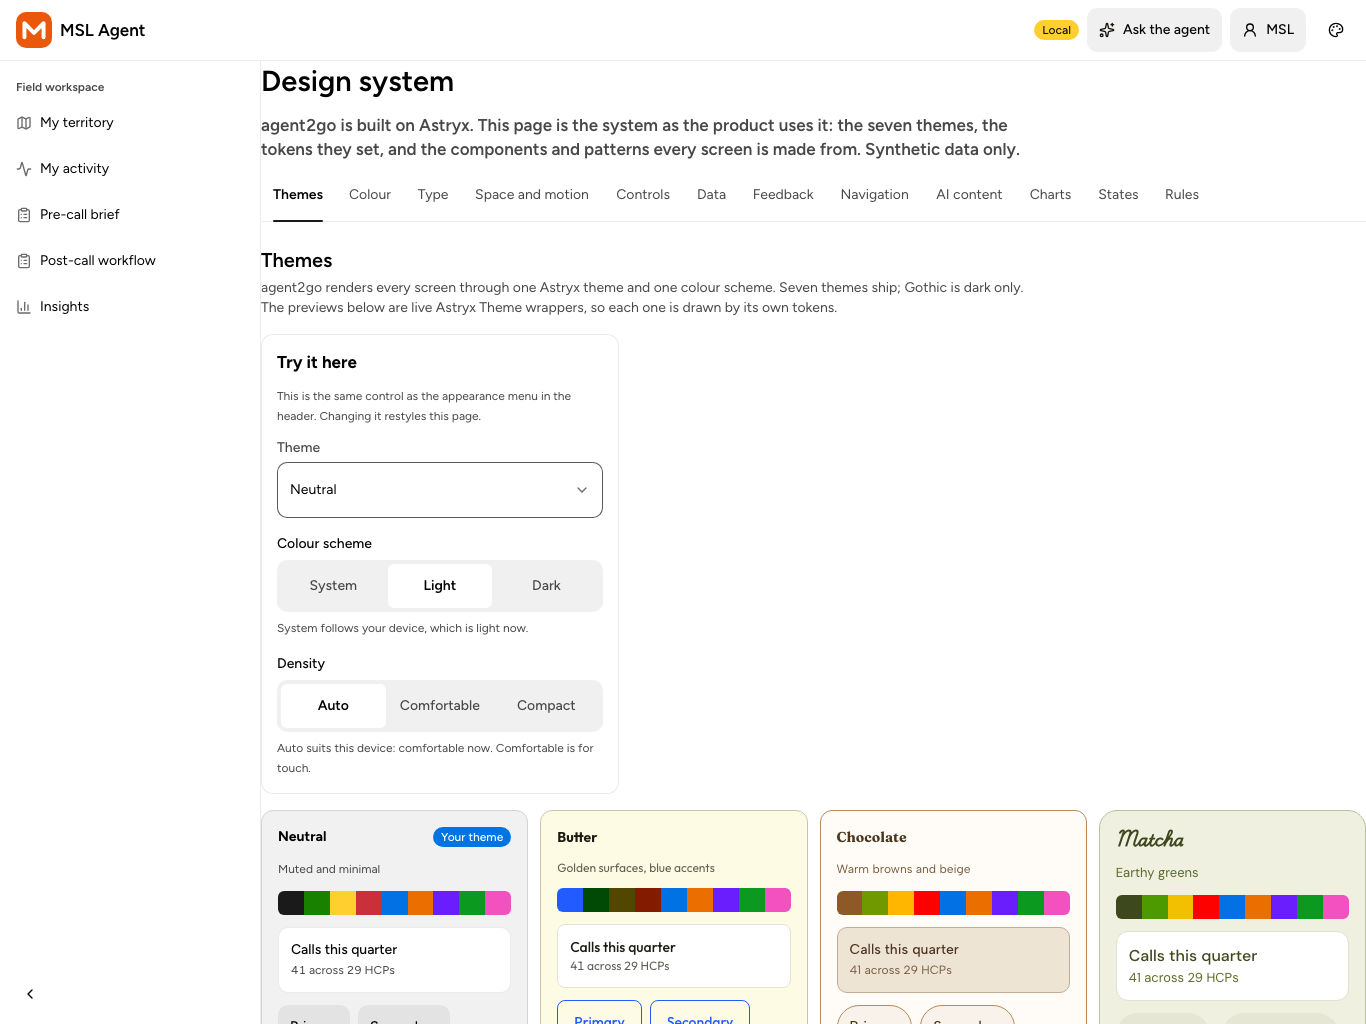 MSL Agent
Local
Ask the agent
MSL
Field workspace
My territory
My activity
Pre-call brief
Post-call workflow
Insights
Design system
agent2go is built on Astryx. This page is the system as the product uses it: the seven themes, the
tokens they set, and the components and patterns every screen is made from. Synthetic data only.
Themes
Colour
Type
Space and motion
Controls
Data
Feedback
Navigation
AI content
Charts
States
Rules
Themes
agent2go renders every screen through one Astryx theme and one colour scheme. Seven themes ship; Gothic is dark only.
The previews below are live Astryx Theme wrappers, so each one is drawn by its own tokens.
Try it here
This is the same control as the appearance menu in the
header. Changing it restyles this page.
Theme
Neutral
Colour scheme
System
Light
Dark
System follows your device, which is light now.
Density
Auto
Comfortable
Compact
Auto suits this device: comfortable now. Comfortable is for
touch.
Neutral
Your theme
Muted and minimal
Calls this quarter
41 across 29 HCPs
Butter
Golden surfaces, blue accents
Calls this quarter
41 across 29 HCPs
Primary
Secondary
Chocolate
Warm browns and beige
Calls this quarter
41 across 29 HCPs
Matcha
Earthy greens
Calls this quarter
41 across 29 HCPs